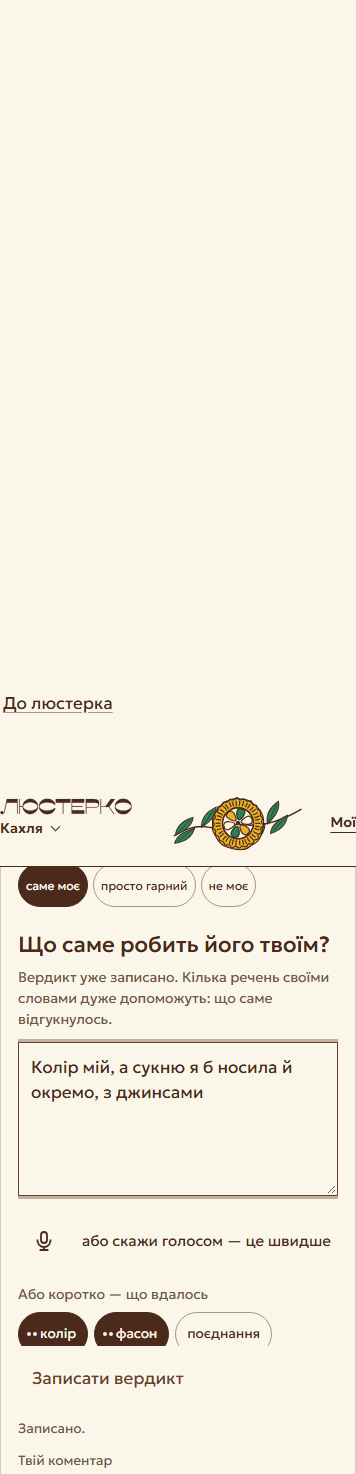 До люстерка
ЛЮСТЕРКО
Кахля
Мої
саме моє
просто гарний
не моє
Що саме робить його твоїм?
Вердикт уже записано. Кілька речень своїми
словами дуже допоможуть: що саме
відгукнулось.
Колір мій, а сукню я б носила й
окремо, з джинсами
або скажи голосом — це швидше
Або коротко — що вдалось
•• колір
•• фасон
поєднання
Записати вердикт
Записано.
Твій коментар